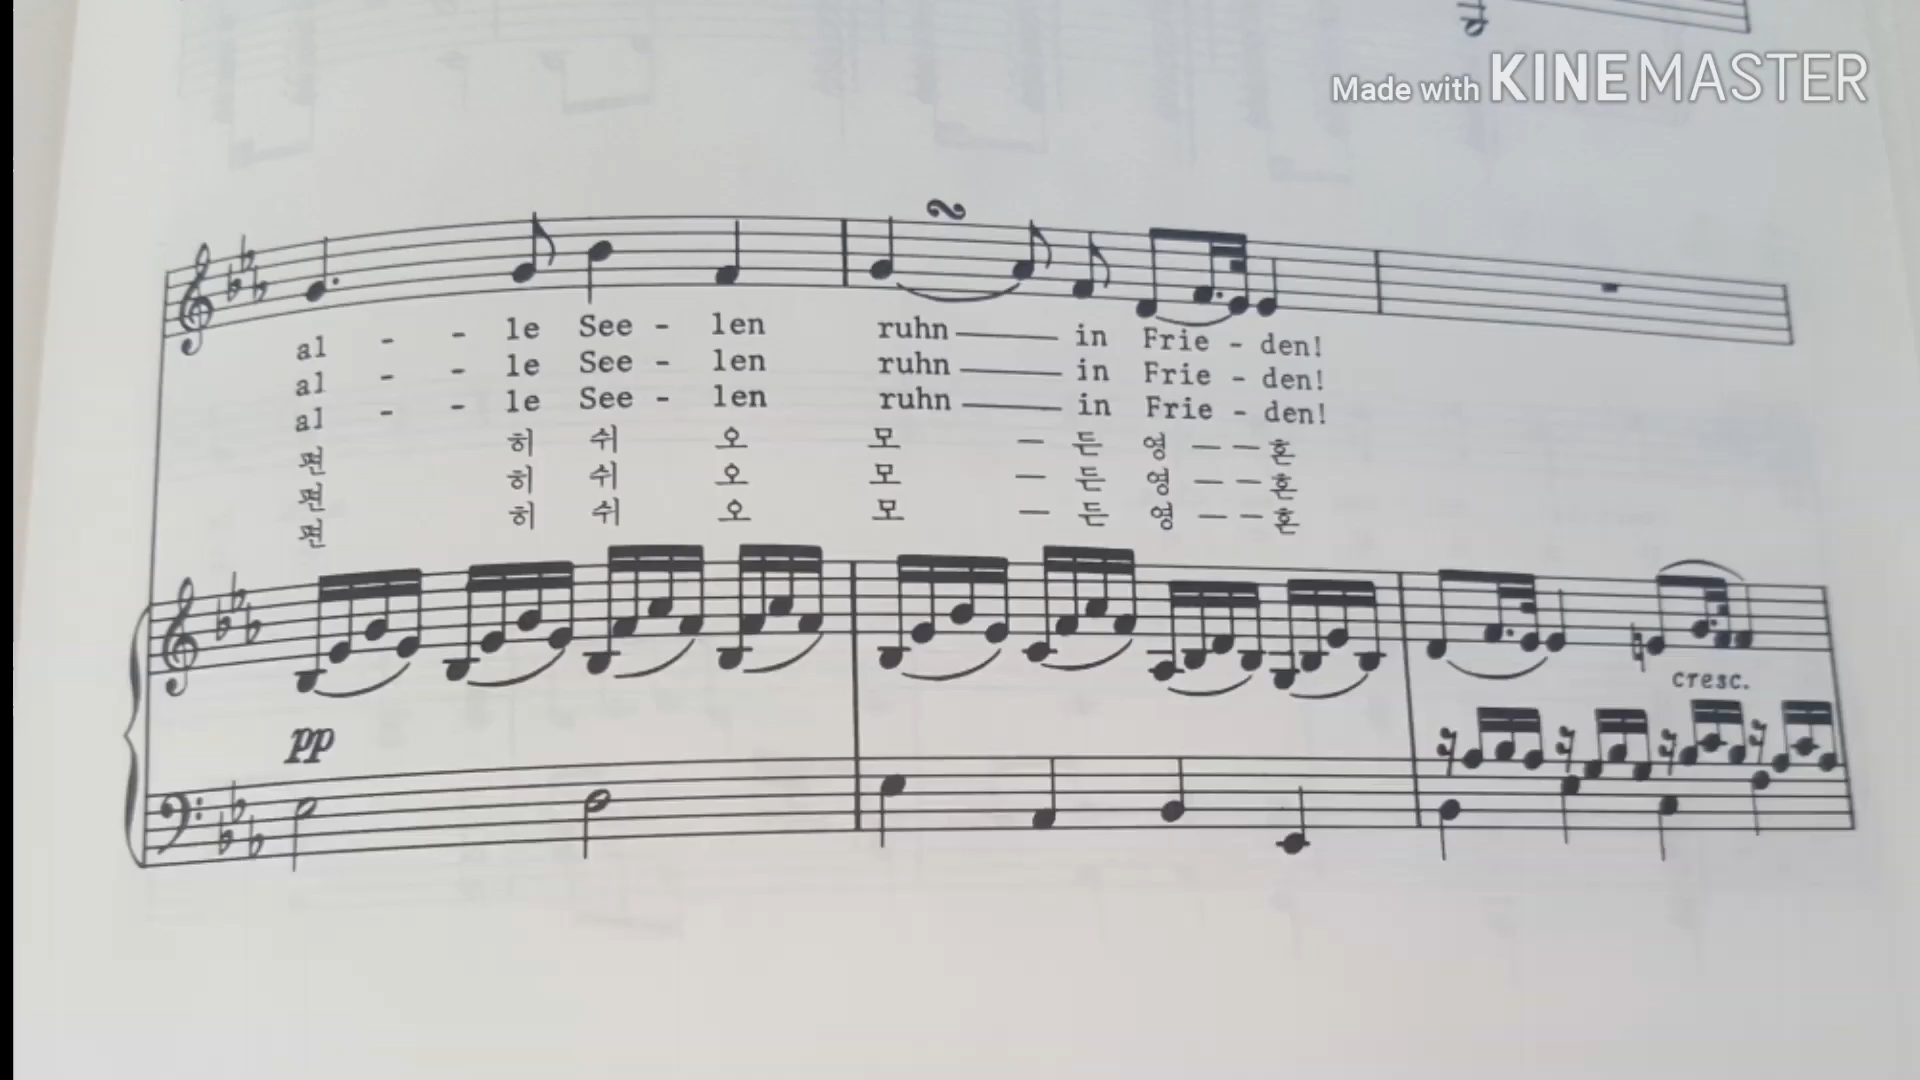 Made with KINEMASTER
al - - le See - len ruhn in Frie - den!
al - - le See - len ruhn in Frie - den!
al - - le See - len ruhn in Frie - den!
편 히 쉬 오 모 - 든 영 - - 혼
편 히 쉬 오 모 - 든 영 - - 혼
편 히 쉬 오 모 - 든 영 - - 혼
cresc.
pp